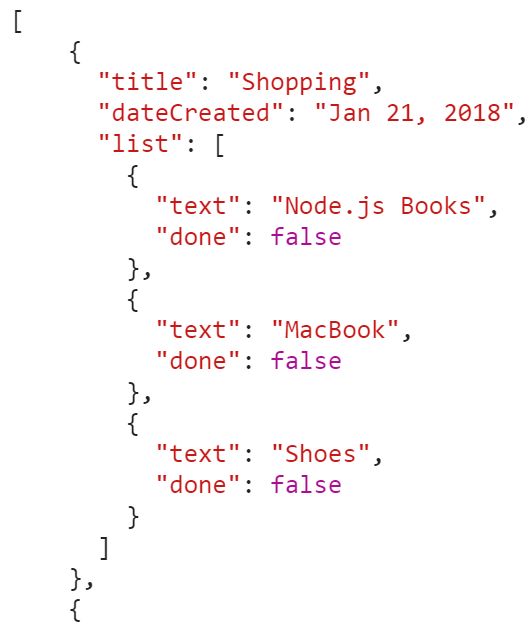 [
    {
      "title": "Shopping",
      "dateCreated": "Jan 21, 2018",
      "list": [
        {
          "text": "Node.js Books",
          "done": false
        },
        {
          "text": "MacBook",
          "done": false
        },
        {
          "text": "Shoes",
          "done": false
        }
      ]
    },
    {